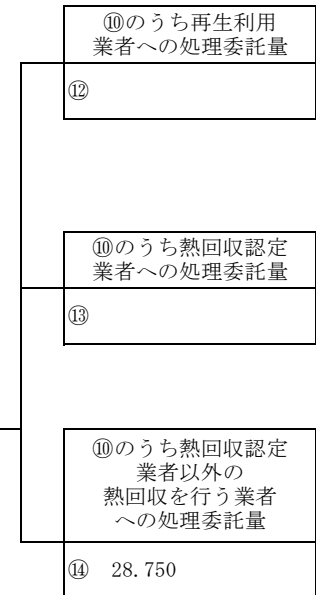 ⑩のうち再生利用
業者への処理委託量
⑫
⑩のうち熱回収認定
業者への処理委託量
⑬
⑩のうち熱回収認定
業者以外の
熱回収を行う業者
への処理委託量
⑭ 28.750